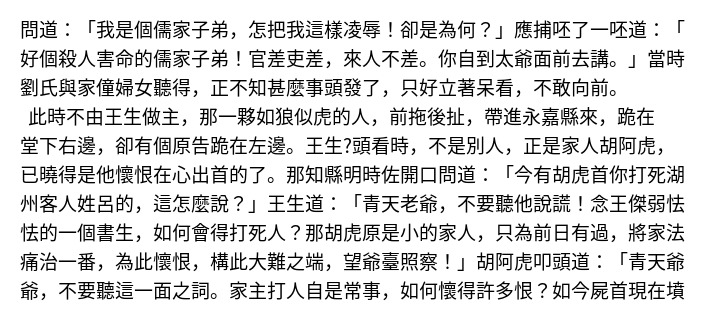 問道：「我是個儒家子弟，怎把我這樣凌辱！卻是為何？」應捕呸了一呸道：「
好個殺人害命的儒家子弟！官差吏差，來人不差。你自到太爺面前去講。」當時
劉氏與家僮婦女聽得，正不知甚麼事頭發了，只好立著呆看，不敢向前。
此時不由王生做主，那一夥如狼似虎的人，前拖後扯，帶進永嘉縣來，跪在
堂下右邊，卻有個原告跪在左邊。王生?頭看時，不是別人，正是家人胡阿虎，
已曉得是他懷恨在心出首的了。那知縣明時佐開口問道：「今有胡虎首你打死湖
州客人姓呂的，這怎麼說？」王生道：「青天老爺，不要聽他說謊！念王傑弱怯
怯的一個書生，如何會得打死人？那胡虎原是小的家人，只為前日有過，將家法
痛治一番，為此懷恨，構此大難之端，望爺臺照察！」胡阿虎叩頭道：「青天爺
爺，不要聽這一面之詞。家主打人自是常事，如何懷得許多恨？如今屍首現在墳